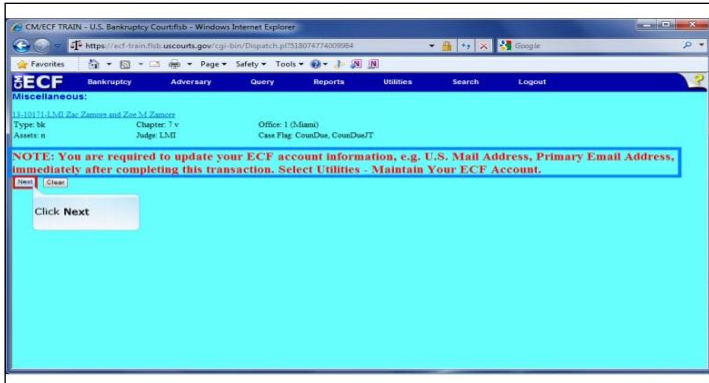 CM/ECF TRAIN - U.S. Bankruptcy Court:flsb - Windows Internet Explorer
https://ecf-train.flsb.uscourts.gov/cgi-bin/Dispatch.pl?518074774009984
Google
Favorites Page Safety Tools
ECF Bankruptcy Adversary Query Reports Utilities Search Logout ?
Miscellaneous:
13-10171-LMI Zac Zamore and Zoe M Zamore
Type: bk Chapter: 7 v Office: 1 (Miami)
Assets: n Judge: LMI Case Flag: CounDue, CounDueJT
NOTE: You are required to update your ECF account information, e.g. U.S. Mail Address, Primary Email Address,
immediately after completing this transaction. Select Utilities - Maintain Your ECF Account.
Next Clear
Click Next